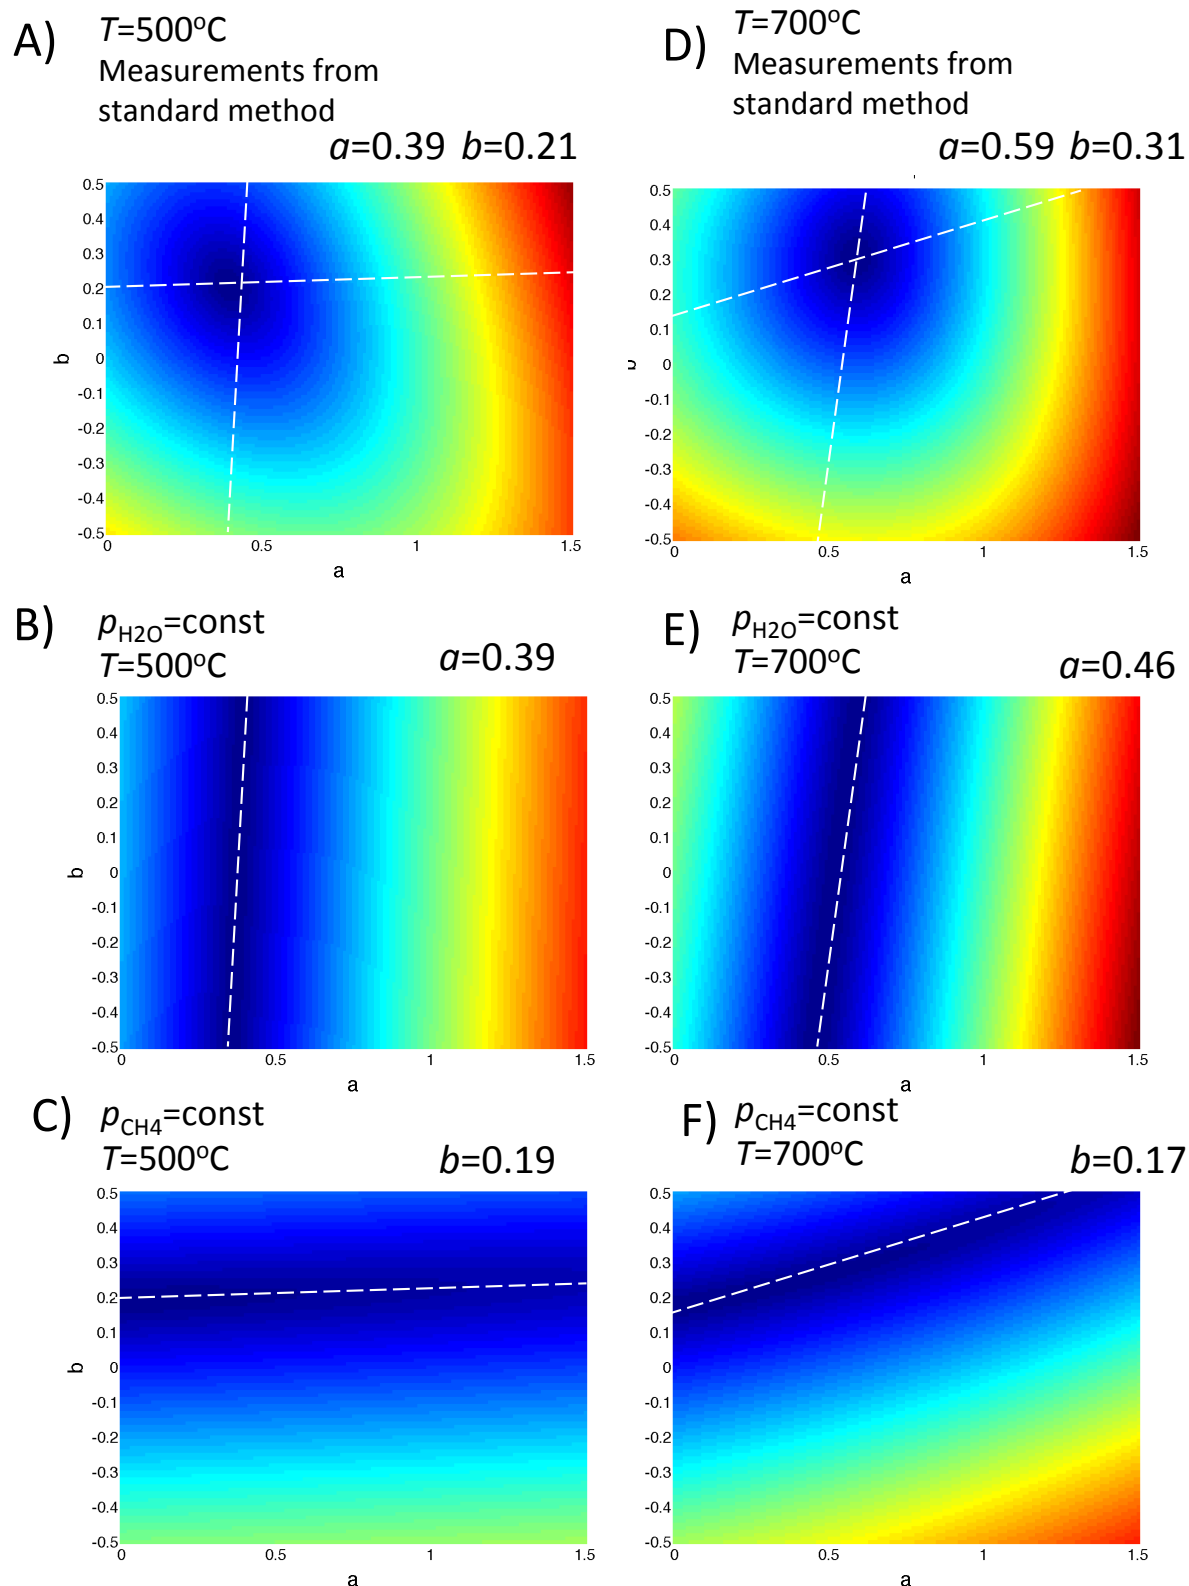 A)
T=500°C
Measurements from
standard method
a=0.39 b=0.21
0.5
0.4
0.3
0.2
0.1
0
-0.1
-0.2
-0.3
-0.4
-0.5
b
0 0.5 1 1.5
a
D)
T=700°C
Measurements from
standard method
a=0.59 b=0.31
0.5
0.4
0.3
0.2
0.1
0
-0.1
-0.2
-0.3
-0.4
-0.5
b
0 0.5 1 1.5
a
B)
pH2O=const
T=500°C
a=0.39
0.5
0.4
0.3
0.2
0.1
0
-0.1
-0.2
-0.3
-0.4
-0.5
b
0 0.5 1 1.5
a
E)
pH2O=const
T=700°C
a=0.46
0.5
0.4
0.3
0.2
0.1
0
-0.1
-0.2
-0.3
-0.4
-0.5
0 0.5 1 1.5
a
C)
pCH4=const
T=500°C
b=0.19
0.5
0.4
0.3
0.2
0.1
0
-0.1
-0.2
-0.3
-0.4
-0.5
b
0 0.5 1 1.5
a
F)
pCH4=const
T=700°C
b=0.17
0.5
0.4
0.3
0.2
0.1
0
-0.1
-0.2
-0.3
-0.4
-0.5
0 0.5 1 1.5
a